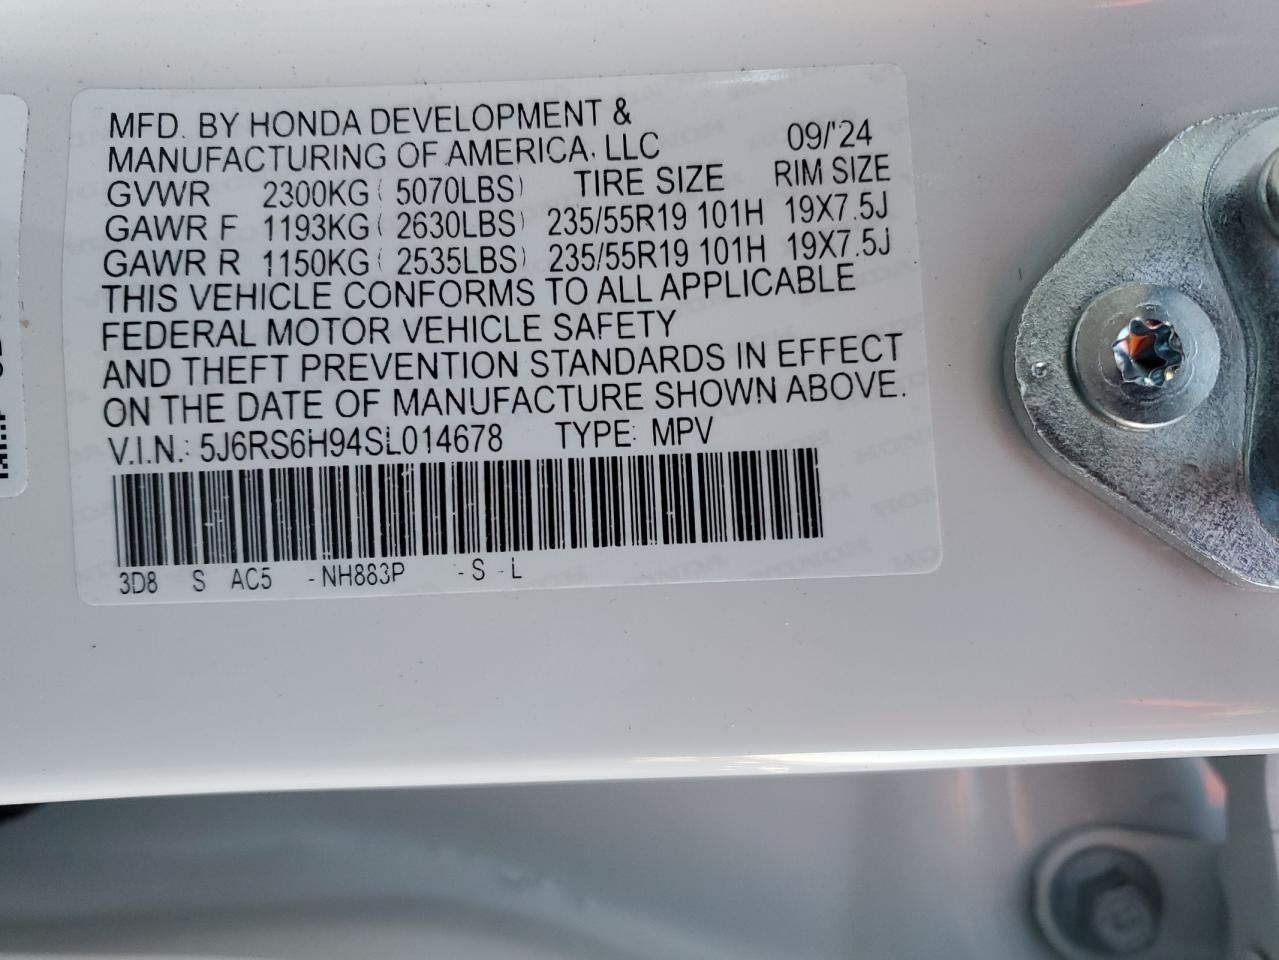 MFD. BY HONDA DEVELOPMENT &
MANUFACTURING OF AMERICA, LLC 09/'24
GVWR 2300KG ( 5070LBS) TIRE SIZE RIM SIZE
GAWR F 1193KG ( 2630LBS) 235/55R19 101H 19X7.5J
GAWR R 1150KG ( 2535LBS) 235/55R19 101H 19X7.5J
THIS VEHICLE CONFORMS TO ALL APPLICABLE
FEDERAL MOTOR VEHICLE SAFETY
AND THEFT PREVENTION STANDARDS IN EFFECT
ON THE DATE OF MANUFACTURE SHOWN ABOVE.
V.I.N.: 5J6RS6H94SL014678 TYPE: MPV
3D8 S AC5 -NH883P -S -L